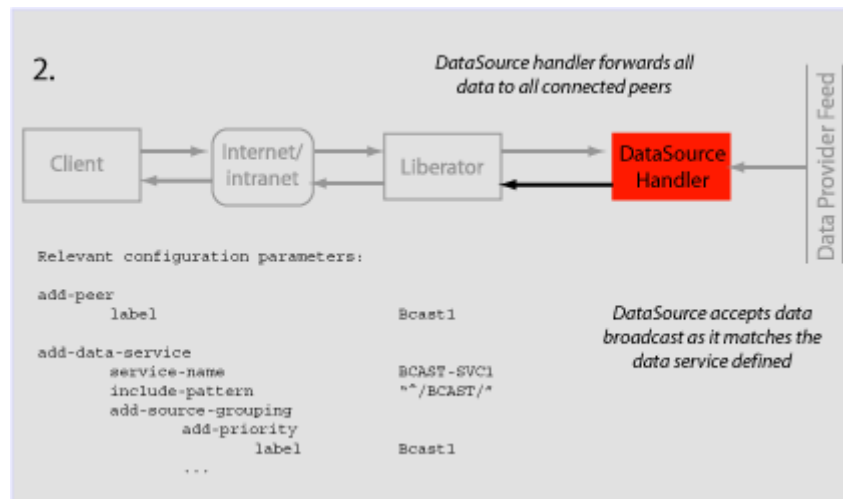 2.
DataSource handler forwards all
data to all connected peers
Client
Internet/
intranet
Liberator
DataSource
Handler
Data Provider Feed
Relevant configuration parameters:
add-peer
label Bcast1
DataSource accepts data
broadcast as it matches the
data service defined
add-data-service
service-name BCAST-SVC1
include-pattern "^/BCAST/"
add-source-grouping
add-priority
label Bcast1
...